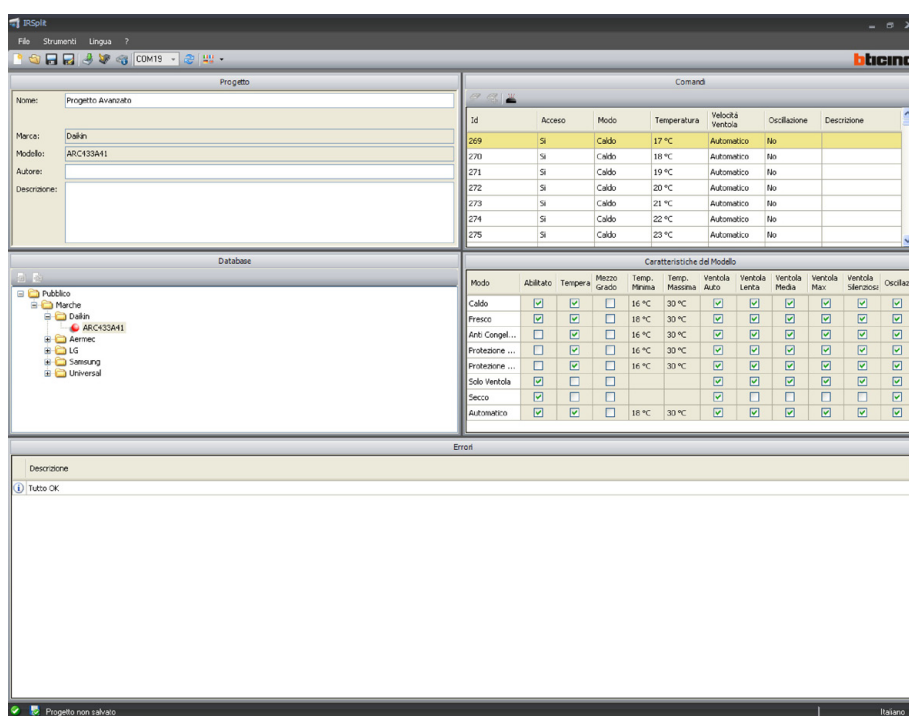 IRSplit
File Strumenti Lingua ?
COM19
bticino
Progetto
Nome: Progetto Avanzato
Marca: Daikin
Modello: ARC433A41
Autore:
Descrizione:
Comandi
Id Acceso Modo Temperatura Velocità Ventola Oscillazione Descrizione
269 Si Caldo 17 °C Automatico No
270 Si Caldo 18 °C Automatico No
271 Si Caldo 19 °C Automatico No
272 Si Caldo 20 °C Automatico No
273 Si Caldo 21 °C Automatico No
274 Si Caldo 22 °C Automatico No
275 Si Caldo 23 °C Automatico No
Database
Pubblico
Marche
Daikin
ARC433A41
Aermec
LG
Samsung
Universal
Caratteristiche del Modello
Modo Abilitato Tempera Mezzo Grado Temp. Minima Temp. Massima Ventola Auto Ventola Lenta Ventola Media Ventola Max Ventola Silenziosa Oscillaz
Caldo 16 °C 30 °C
Fresco 18 °C 30 °C
Anti Congel... 16 °C 30 °C
Protezione ... 16 °C 30 °C
Protezione ... 16 °C 30 °C
Solo Ventola
Secco
Automatico 18 °C 30 °C
Errori
Descrizione
Tutto OK
Progetto non salvato
Italiano